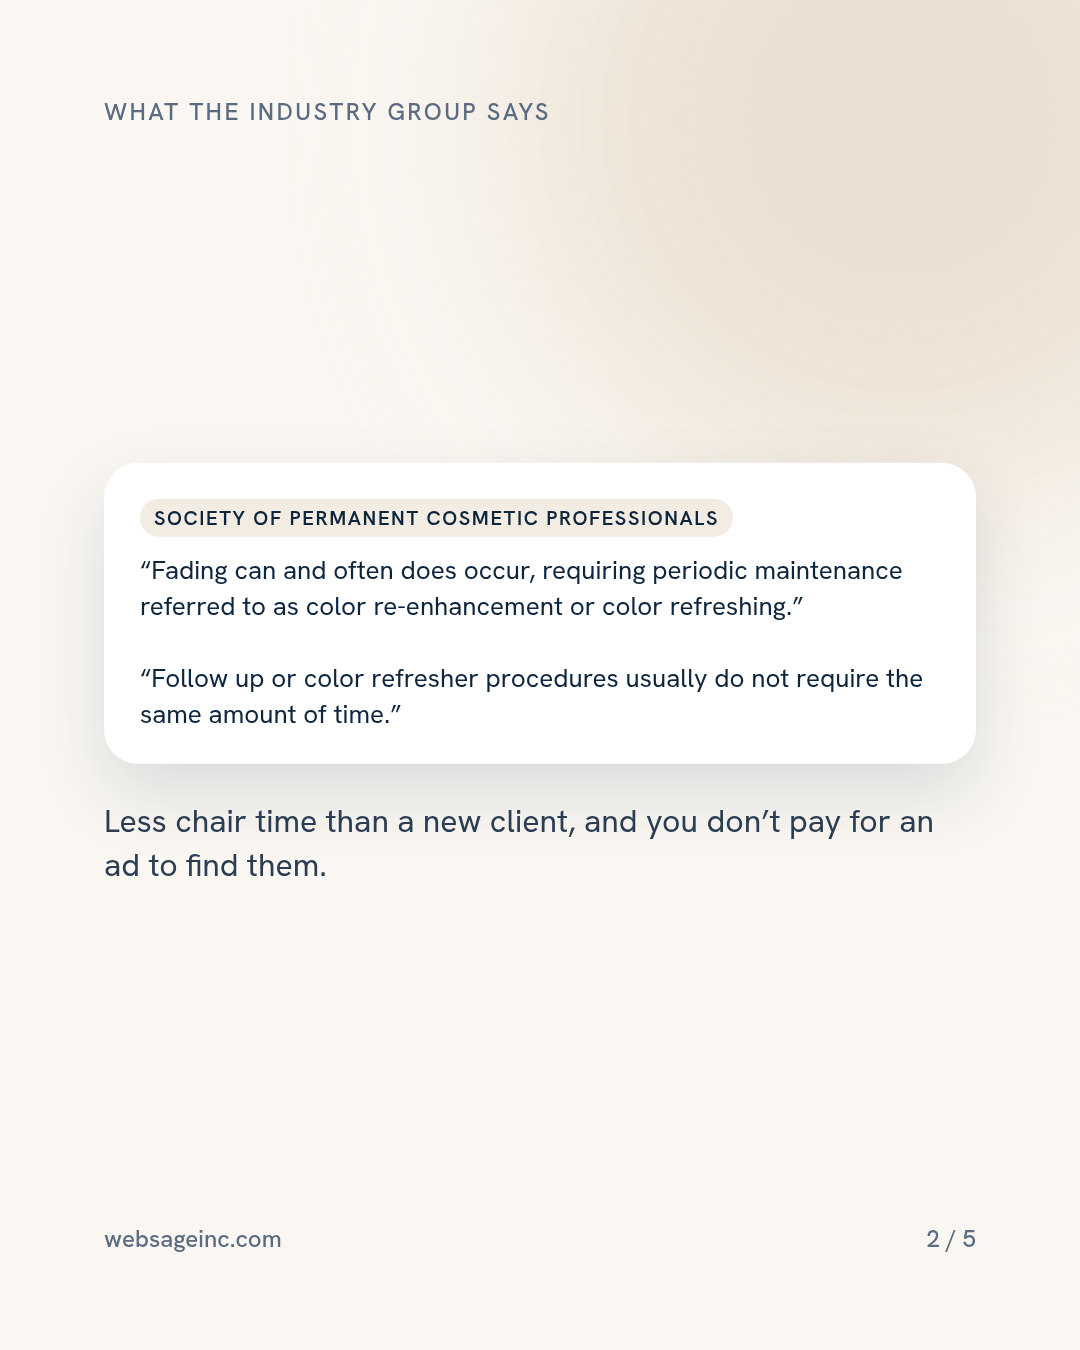 WHAT THE INDUSTRY GROUP SAYS
SOCIETY OF PERMANENT COSMETIC PROFESSIONALS
“Fading can and often does occur, requiring periodic maintenance
referred to as color re-enhancement or color refreshing.”
“Follow up or color refresher procedures usually do not require the
same amount of time.”
Less chair time than a new client, and you don’t pay for an
ad to find them.
websageinc.com
2 / 5